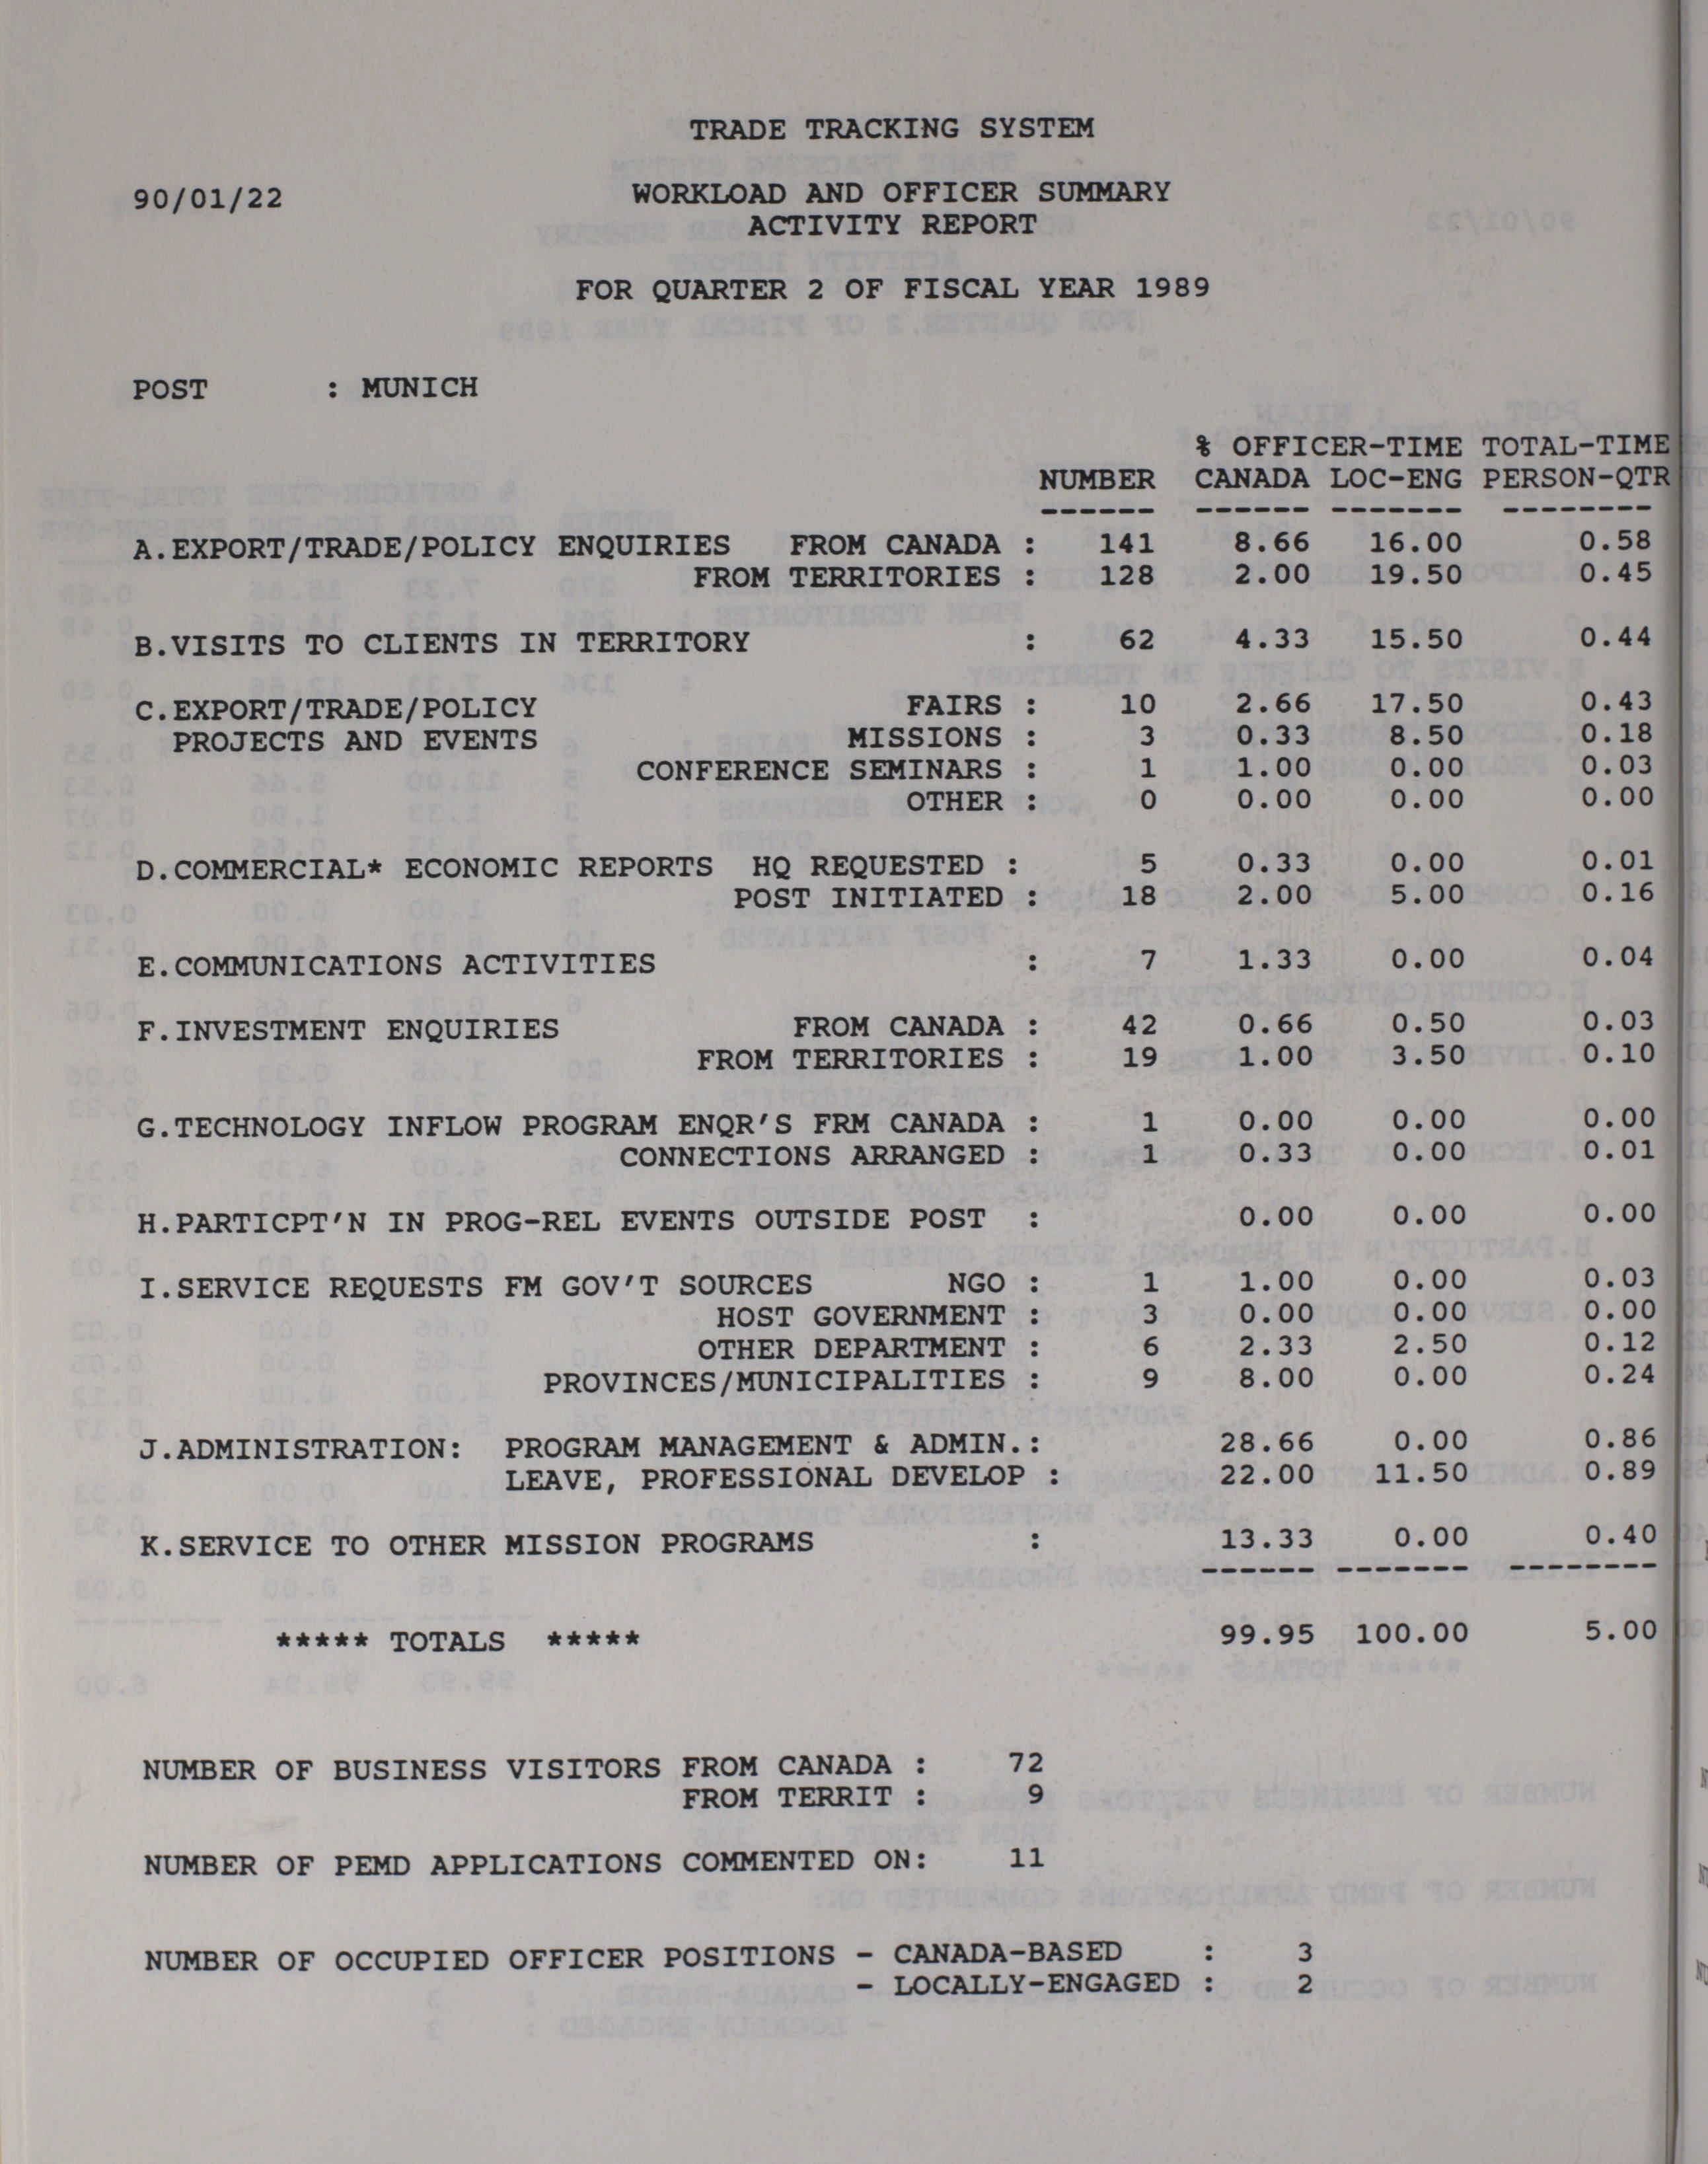 TRADE TRACKING SYSTEM
90/01/22 WORKLOAD AND OFFICER SUMMARY
ACTIVITY REPORT
FOR QUARTER 2 OF FISCAL YEAR 1989
POST : MUNICH
% OFFICER-TIME TOTAL-TIME
NUMBER CANADA LOC-ENG PERSON-QTR
------ ------ ------- --------
A.EXPORT/TRADE/POLICY ENQUIRIES FROM CANADA : 141 8.66 16.00 0.58
FROM TERRITORIES : 128 2.00 19.50 0.45
B.VISITS TO CLIENTS IN TERRITORY : 62 4.33 15.50 0.44
C.EXPORT/TRADE/POLICY FAIRS : 10 2.66 17.50 0.43
PROJECTS AND EVENTS MISSIONS : 3 0.33 8.50 0.18
CONFERENCE SEMINARS : 1 1.00 0.00 0.03
OTHER : 0 0.00 0.00 0.00
D.COMMERCIAL* ECONOMIC REPORTS HQ REQUESTED : 5 0.33 0.00 0.01
POST INITIATED : 18 2.00 5.00 0.16
E.COMMUNICATIONS ACTIVITIES : 7 1.33 0.00 0.04
F.INVESTMENT ENQUIRIES FROM CANADA : 42 0.66 0.50 0.03
FROM TERRITORIES : 19 1.00 3.50 0.10
G.TECHNOLOGY INFLOW PROGRAM ENQR'S FRM CANADA : 1 0.00 0.00 0.00
CONNECTIONS ARRANGED : 1 0.33 0.00 0.01
H.PARTICPT'N IN PROG-REL EVENTS OUTSIDE POST : 0.00 0.00 0.00
I.SERVICE REQUESTS FM GOV'T SOURCES NGO : 1 1.00 0.00 0.03
HOST GOVERNMENT : 3 0.00 0.00 0.00
OTHER DEPARTMENT : 6 2.33 2.50 0.12
PROVINCES/MUNICIPALITIES : 9 8.00 0.00 0.24
J.ADMINISTRATION: PROGRAM MANAGEMENT & ADMIN.: 28.66 0.00 0.86
LEAVE, PROFESSIONAL DEVELOP : 22.00 11.50 0.89
K.SERVICE TO OTHER MISSION PROGRAMS : 13.33 0.00 0.40
------ ------- --------
***** TOTALS ***** 99.95 100.00 5.00
NUMBER OF BUSINESS VISITORS FROM CANADA : 72
FROM TERRIT : 9
NUMBER OF PEMD APPLICATIONS COMMENTED ON: 11
NUMBER OF OCCUPIED OFFICER POSITIONS - CANADA-BASED : 3
- LOCALLY-ENGAGED : 2